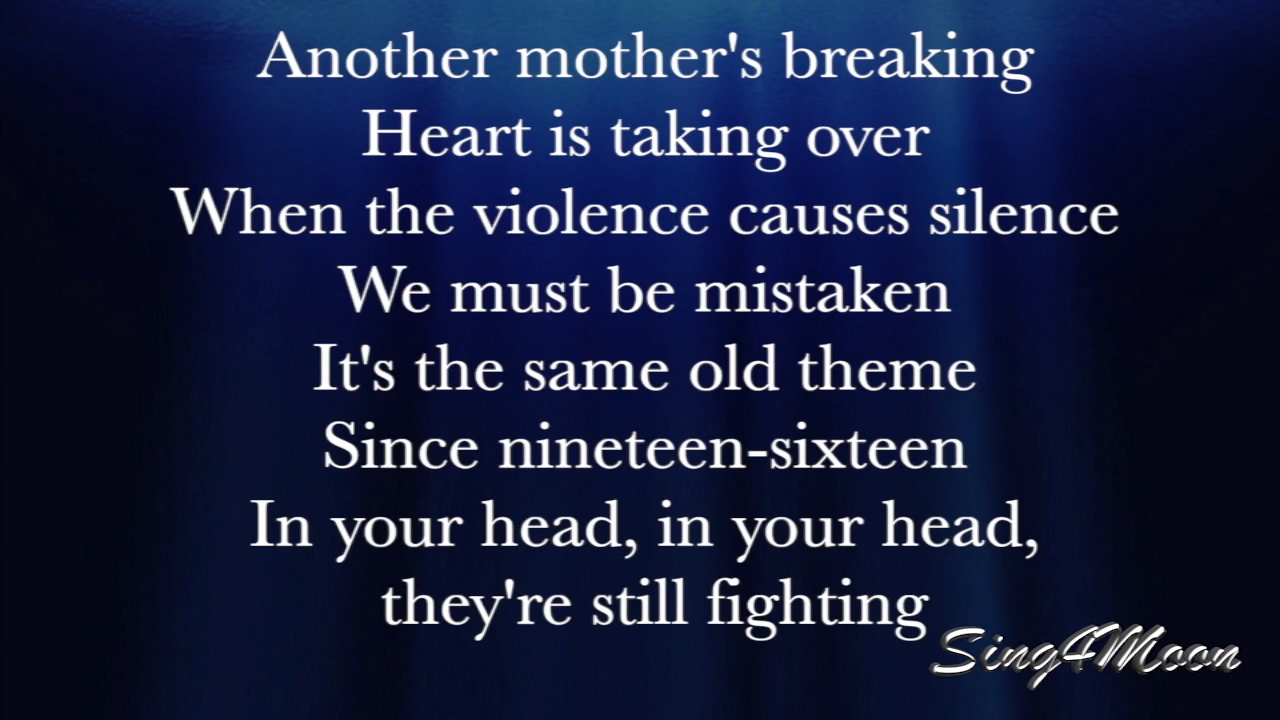 Another mother's breaking
Heart is taking over
When the violence causes silence
We must be mistaken
It's the same old theme
Since nineteen-sixteen
In your head, in your head,
they're still fighting
Sing4Moon